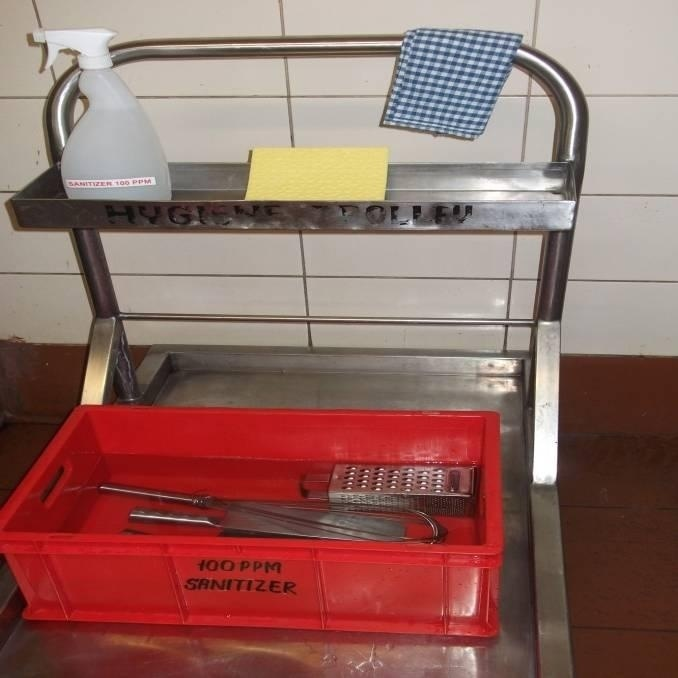 SANITIZER 100 PPM
HYGIENE TROLLEY
100 PPM
SANITIZER